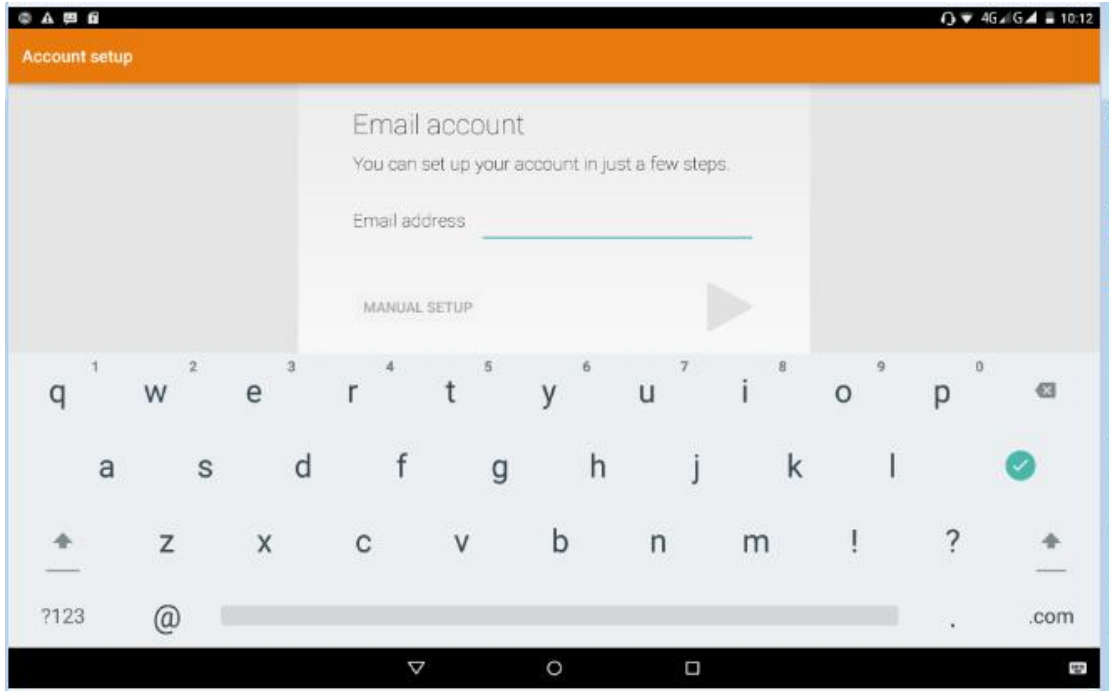 4G G 10:12
Account setup
Email account
You can set up your account in just a few steps.
Email address
MANUAL SETUP
1 2 3 4 5 6 7 8 9 0
q w e r t y u i o p
a s d f g h j k l
z x c v b n m ! ?
?123 @ . .com